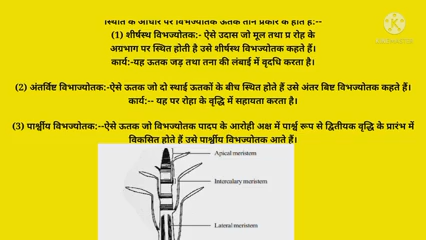 स्थिति के आधार पर विभज्योतक ऊतक तीन प्रकार के होते हैं:--
(1) शीर्षस्थ विभज्योतक:- ऐसे उदास जो मूल तथा प्र रोह के
अग्रभाग पर स्थित होती है उसे शीर्षस्थ विभज्योतक कहते हैं।
कार्य:-यह ऊतक जड़ तथा तना की लंबाई में वृदधि करता है।
(2) अंतर्विष्ट विभाज्योतक:-ऐसे ऊतक जो दो स्थाई ऊतकों के बीच स्थित होते हैं उसे अंतर बिष्ट विभज्योतक कहते हैं।
कार्य:-- यह पर रोहा के वृद्धि में सहायता करता है।
(3) पार्श्वीय विभज्योतक:--ऐसे ऊतक जो विभज्योतक पादप के आरोही अक्ष में पार्श्व रूप से द्वितीयक वृद्धि के प्रारंभ में
विकसित होते हैं उसे पार्श्वीय विभज्योतक आते हैं।
Apical meristem
Intercalary meristem
Lateral meristem